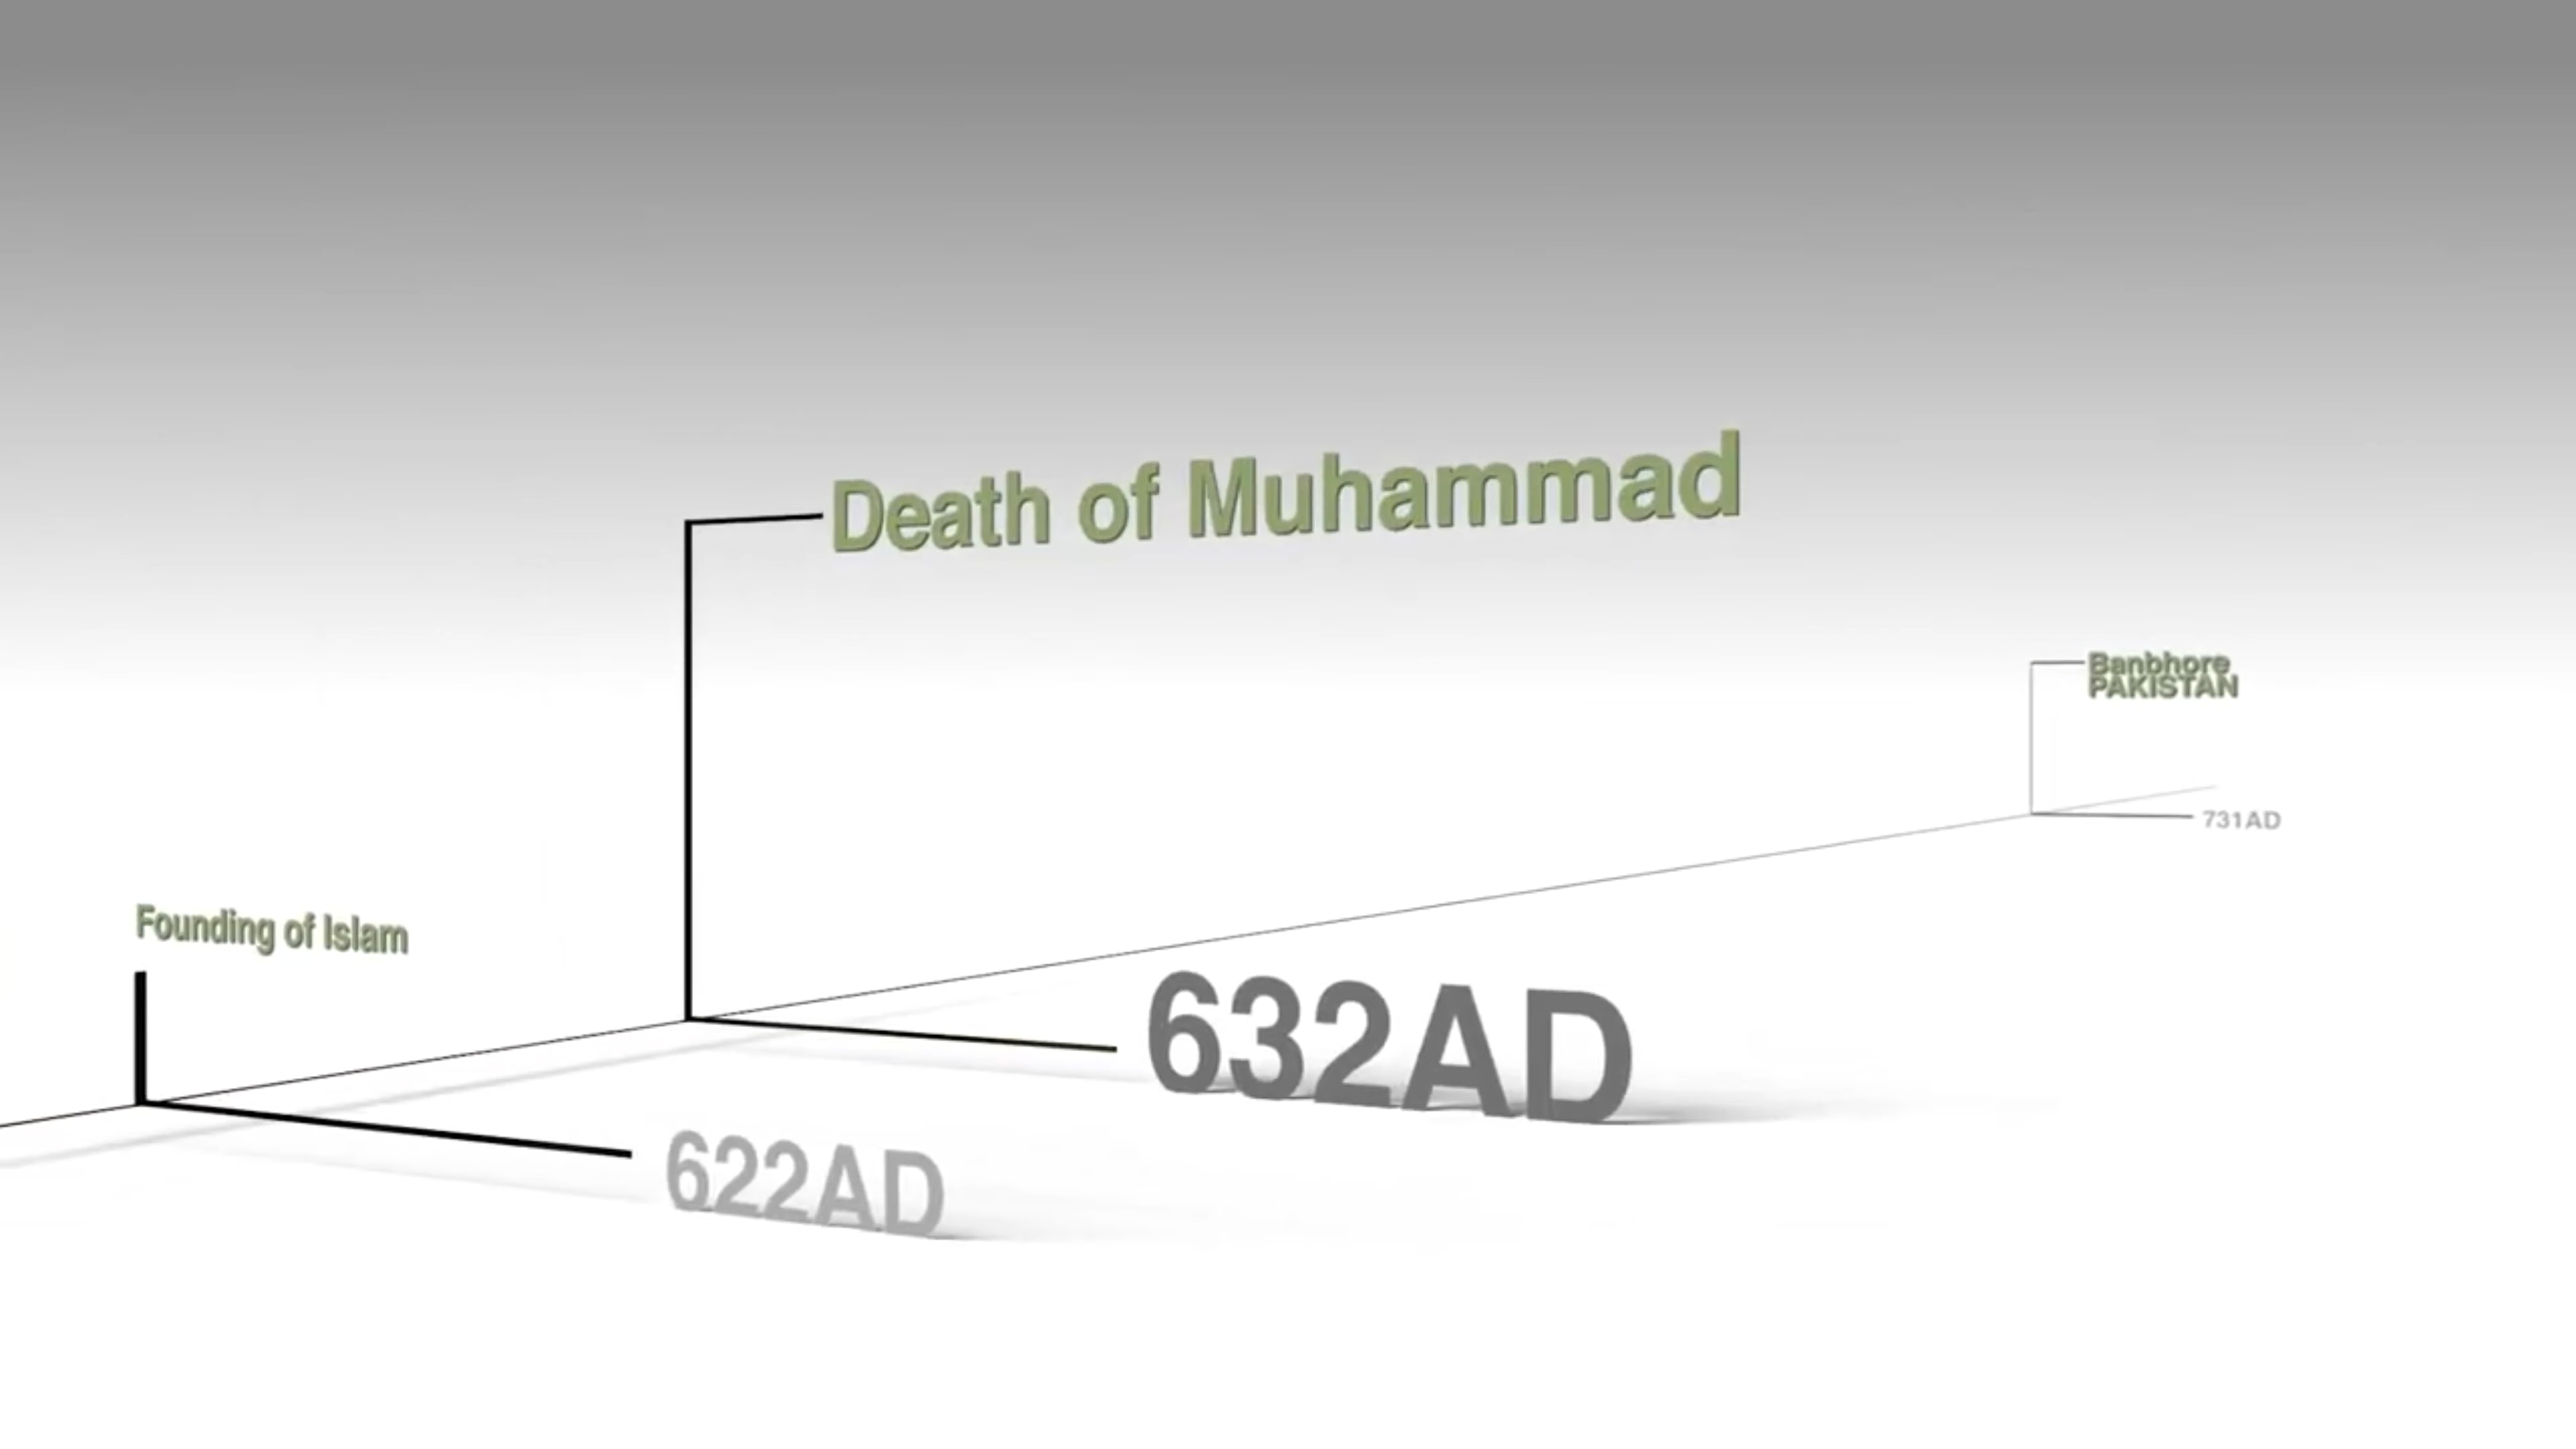 Death of Muhammad
Banbhore
PAKISTAN
731AD
Founding of Islam
632AD
622AD